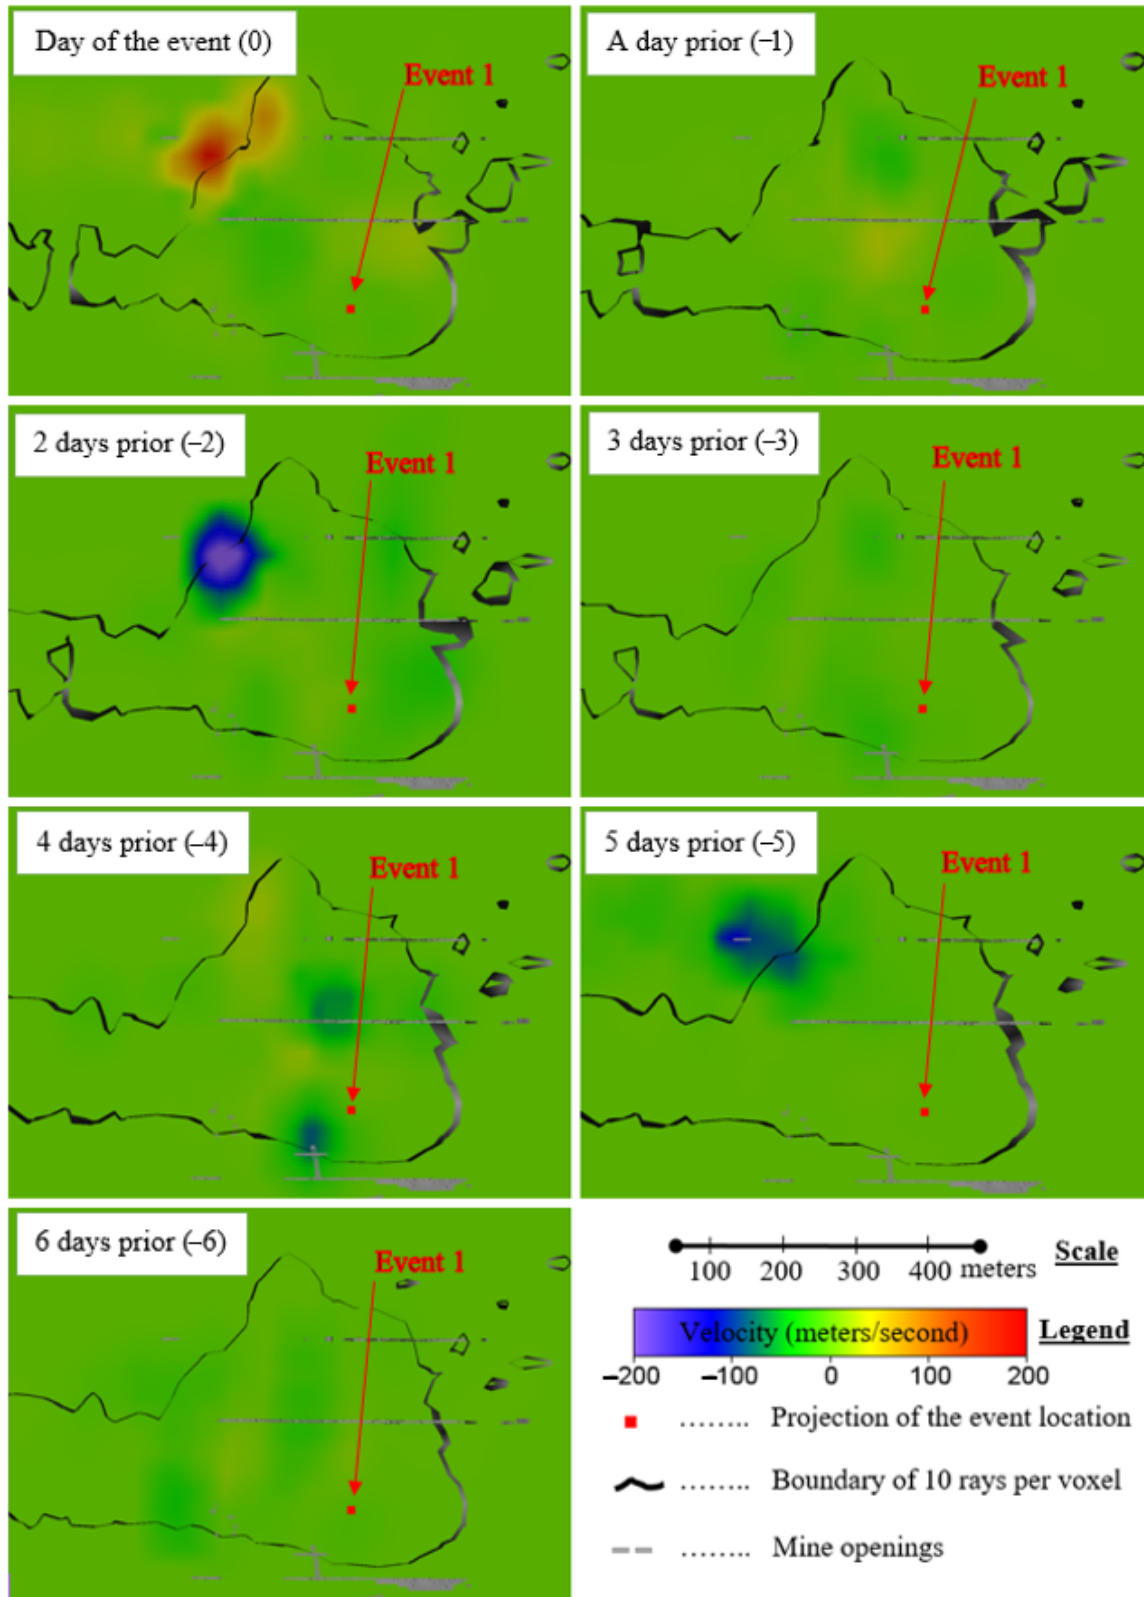 Day of the event (0)
Event 1
A day prior (–1)
Event 1
2 days prior (–2)
Event 1
3 days prior (–3)
Event 1
4 days prior (–4)
Event 1
5 days prior (–5)
Event 1
6 days prior (–6)
Event 1
100 200 300 400 meters Scale
Velocity (meters/second) Legend
–200 –100 0 100 200
........ Projection of the event location
........ Boundary of 10 rays per voxel
........ Mine openings